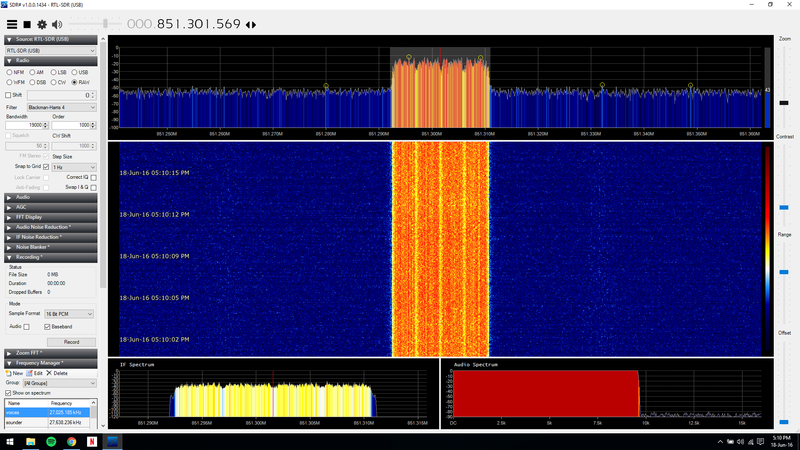 SDR# v1.0.0.1434 - RTL-SDR (USB)
000.851.301.569
Source: RTL-SDR (USB)
RTL-SDR (USB)
Radio
NFM AM LSB USB
WFM DSB CW RAW
Shift 0
Filter Blackman-Harris 4
Bandwidth Order
19000 1000
Squelch CW Shift
50 1000
FM Stereo Step Size
Snap to Grid 1 Hz
Lock Carrier Correct IQ
Anti-Fading Swap I & Q
Audio
AGC
FFT Display
Audio Noise Reduction *
IF Noise Reduction *
Noise Blanker *
Recording *
Status
File Size 0 MB
Duration 00:00:00
Dropped Buffers 0
Mode
Sample Format 16 Bit PCM
Audio Baseband
Record
Zoom FFT *
Frequency Manager *
New Edit Delete
Group: [All Groups]
Show on spectrum
Name Frequency
voices 27,025.185 kHz
sounder 27,638.236 kHz
0
-10
-20
-30
-40
-50
-60
-70
-80
-90
-100
43
851.250M 851.260M 851.270M 851.280M 851.290M 851.300M 851.310M 851.320M 851.330M 851.340M 851.350M 851.360M
18-Jun-16 05:10:15 PM
18-Jun-16 05:10:12 PM
18-Jun-16 05:10:09 PM
18-Jun-16 05:10:05 PM
18-Jun-16 05:10:02 PM
Zoom
Contrast
Range
Offset
IF Spectrum
851.290M 851.295M 851.300M 851.305M 851.310M 851.315M
Audio Spectrum
DC 2.5k 5k 7.5k 10k 12.5k 15k
5:10 PM
18-Jun-16